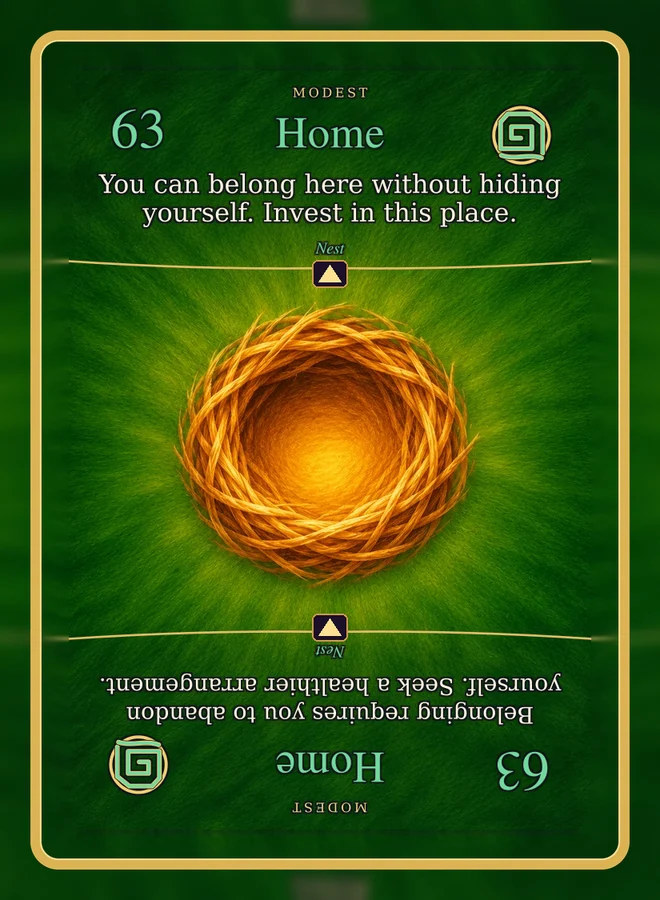 MODEST
63
Home
You can belong here without hiding
yourself. Invest in this place.
Nest
Nest
Belonging requires you to abandon
yourself. Seek a healthier arrangement.
63
Home
MODEST